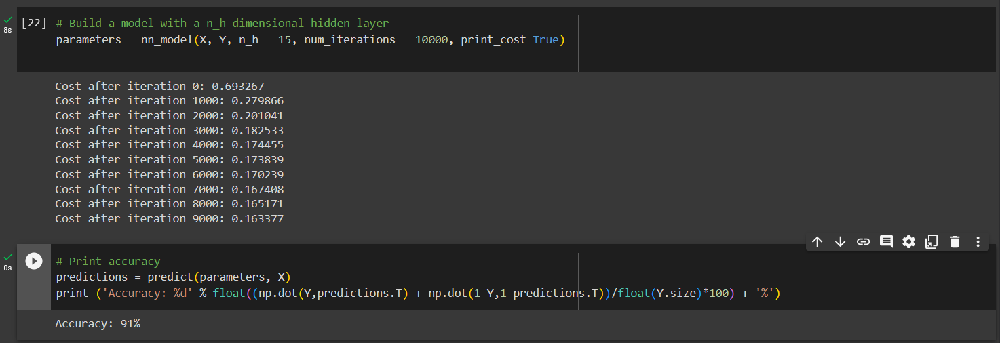 [22] # Build a model with a n_h-dimensional hidden layer
8s
parameters = nn_model(X, Y, n_h = 15, num_iterations = 10000, print_cost=True)
Cost after iteration 0: 0.693267
Cost after iteration 1000: 0.279866
Cost after iteration 2000: 0.201041
Cost after iteration 3000: 0.182533
Cost after iteration 4000: 0.174455
Cost after iteration 5000: 0.173839
Cost after iteration 6000: 0.170239
Cost after iteration 7000: 0.167408
Cost after iteration 8000: 0.165171
Cost after iteration 9000: 0.163377
# Print accuracy
0s
predictions = predict(parameters, X)
print ('Accuracy: %d' % float((np.dot(Y,predictions.T) + np.dot(1-Y,1-predictions.T))/float(Y.size)*100) + '%')
Accuracy: 91%